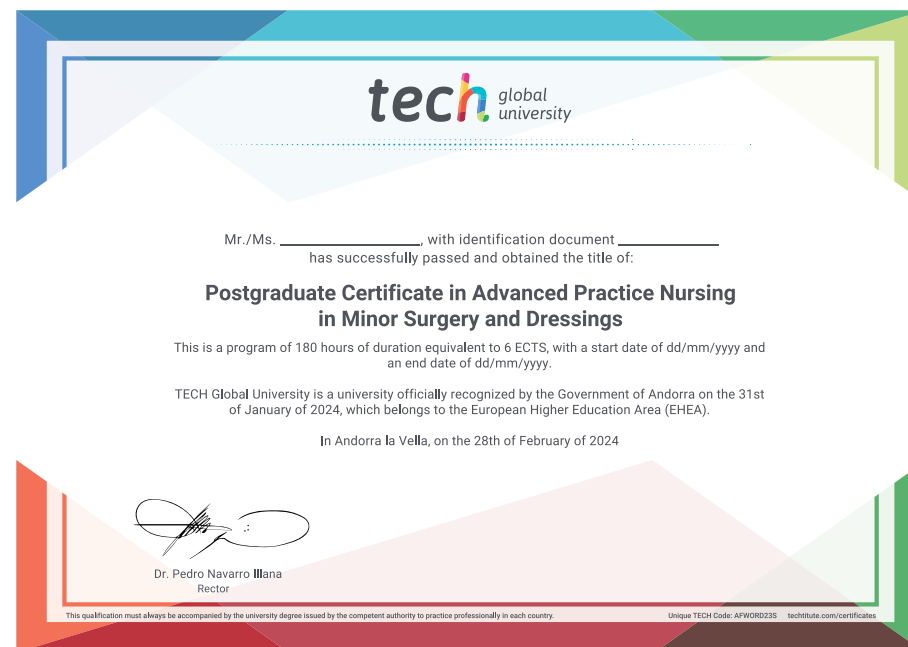 tech global
university
Mr./Ms. ____________, with identification document ____________
has successfully passed and obtained the title of:
Postgraduate Certificate in Advanced Practice Nursing
in Minor Surgery and Dressings
This is a program of 180 hours of duration equivalent to 6 ECTS, with a start date of dd/mm/yyyy and
an end date of dd/mm/yyyy.
TECH Global University is a university officially recognized by the Government of Andorra on the 31st
of January of 2024, which belongs to the European Higher Education Area (EHEA).
In Andorra la Vella, on the 28th of February of 2024
Dr. Pedro Navarro Illana
Rector
This qualification must always be accompanied by the university degree issued by the competent authority to practice professionally in each country.
Unique TECH Code: AFWORD23S techtitute.com/certificates